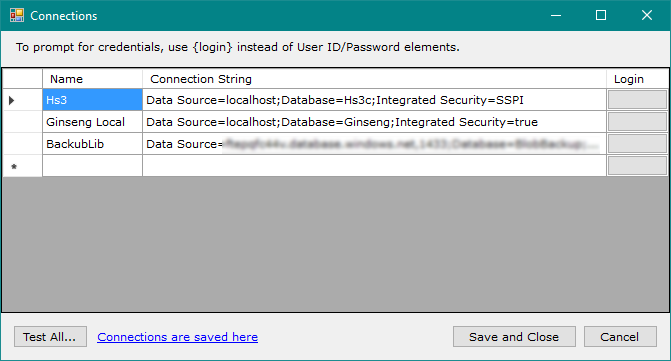 Connections
To prompt for credentials, use {login} instead of User ID/Password elements.
Name Connection String Login
Hs3 Data Source=localhost;Database=Hs3c;Integrated Security=SSPI
Ginseng Local Data Source=localhost;Database=Ginseng;Integrated Security=true
BackubLib Data Source=
*
Test All... Connections are saved here Save and Close Cancel